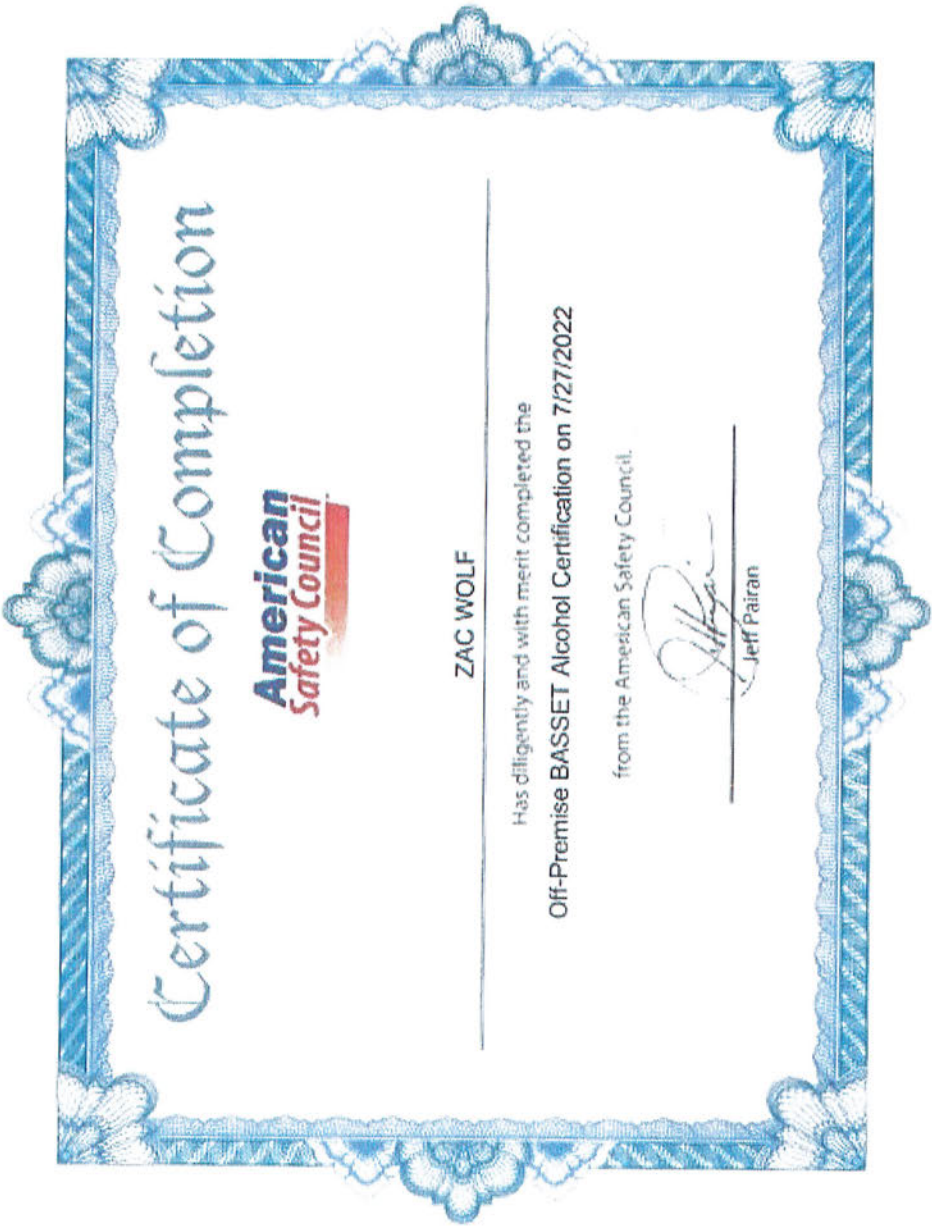 Certificate of Completion
American
Safety Council
ZAC WOLF
Has diligently and with merit completed the
Off-Premise BASSET Alcohol Certification on 7/27/2022
from the American Safety Council.
Jeff Pairan